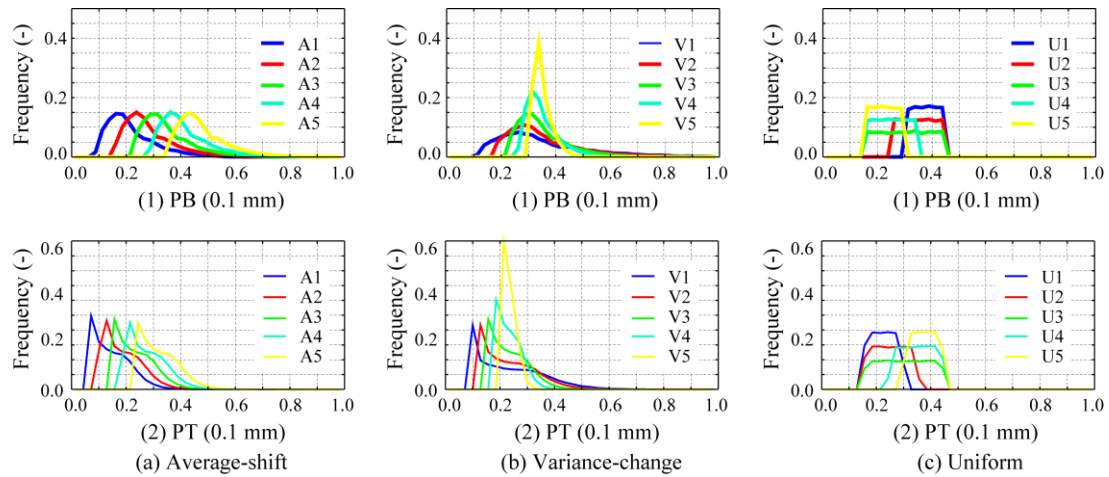 Frequency (-)
0.4
0.2
0.0
A1
A2
A3
A4
A5
0.0 0.2 0.4 0.6 0.8 1.0
(1) PB (0.1 mm)
Frequency (-)
0.4
0.2
0.0
V1
V2
V3
V4
V5
0.0 0.2 0.4 0.6 0.8 1.0
(1) PB (0.1 mm)
Frequency (-)
0.4
0.2
0.0
U1
U2
U3
U4
U5
0.0 0.2 0.4 0.6 0.8 1.0
(1) PB (0.1 mm)
Frequency (-)
0.6
0.4
0.2
0.0
A1
A2
A3
A4
A5
0.0 0.2 0.4 0.6 0.8 1.0
(2) PT (0.1 mm)
(a) Average-shift
Frequency (-)
0.6
0.4
0.2
0.0
V1
V2
V3
V4
V5
0.0 0.2 0.4 0.6 0.8 1.0
(2) PT (0.1 mm)
(b) Variance-change
Frequency (-)
0.6
0.4
0.2
0.0
U1
U2
U3
U4
U5
0.0 0.2 0.4 0.6 0.8 1.0
(2) PT (0.1 mm)
(c) Uniform